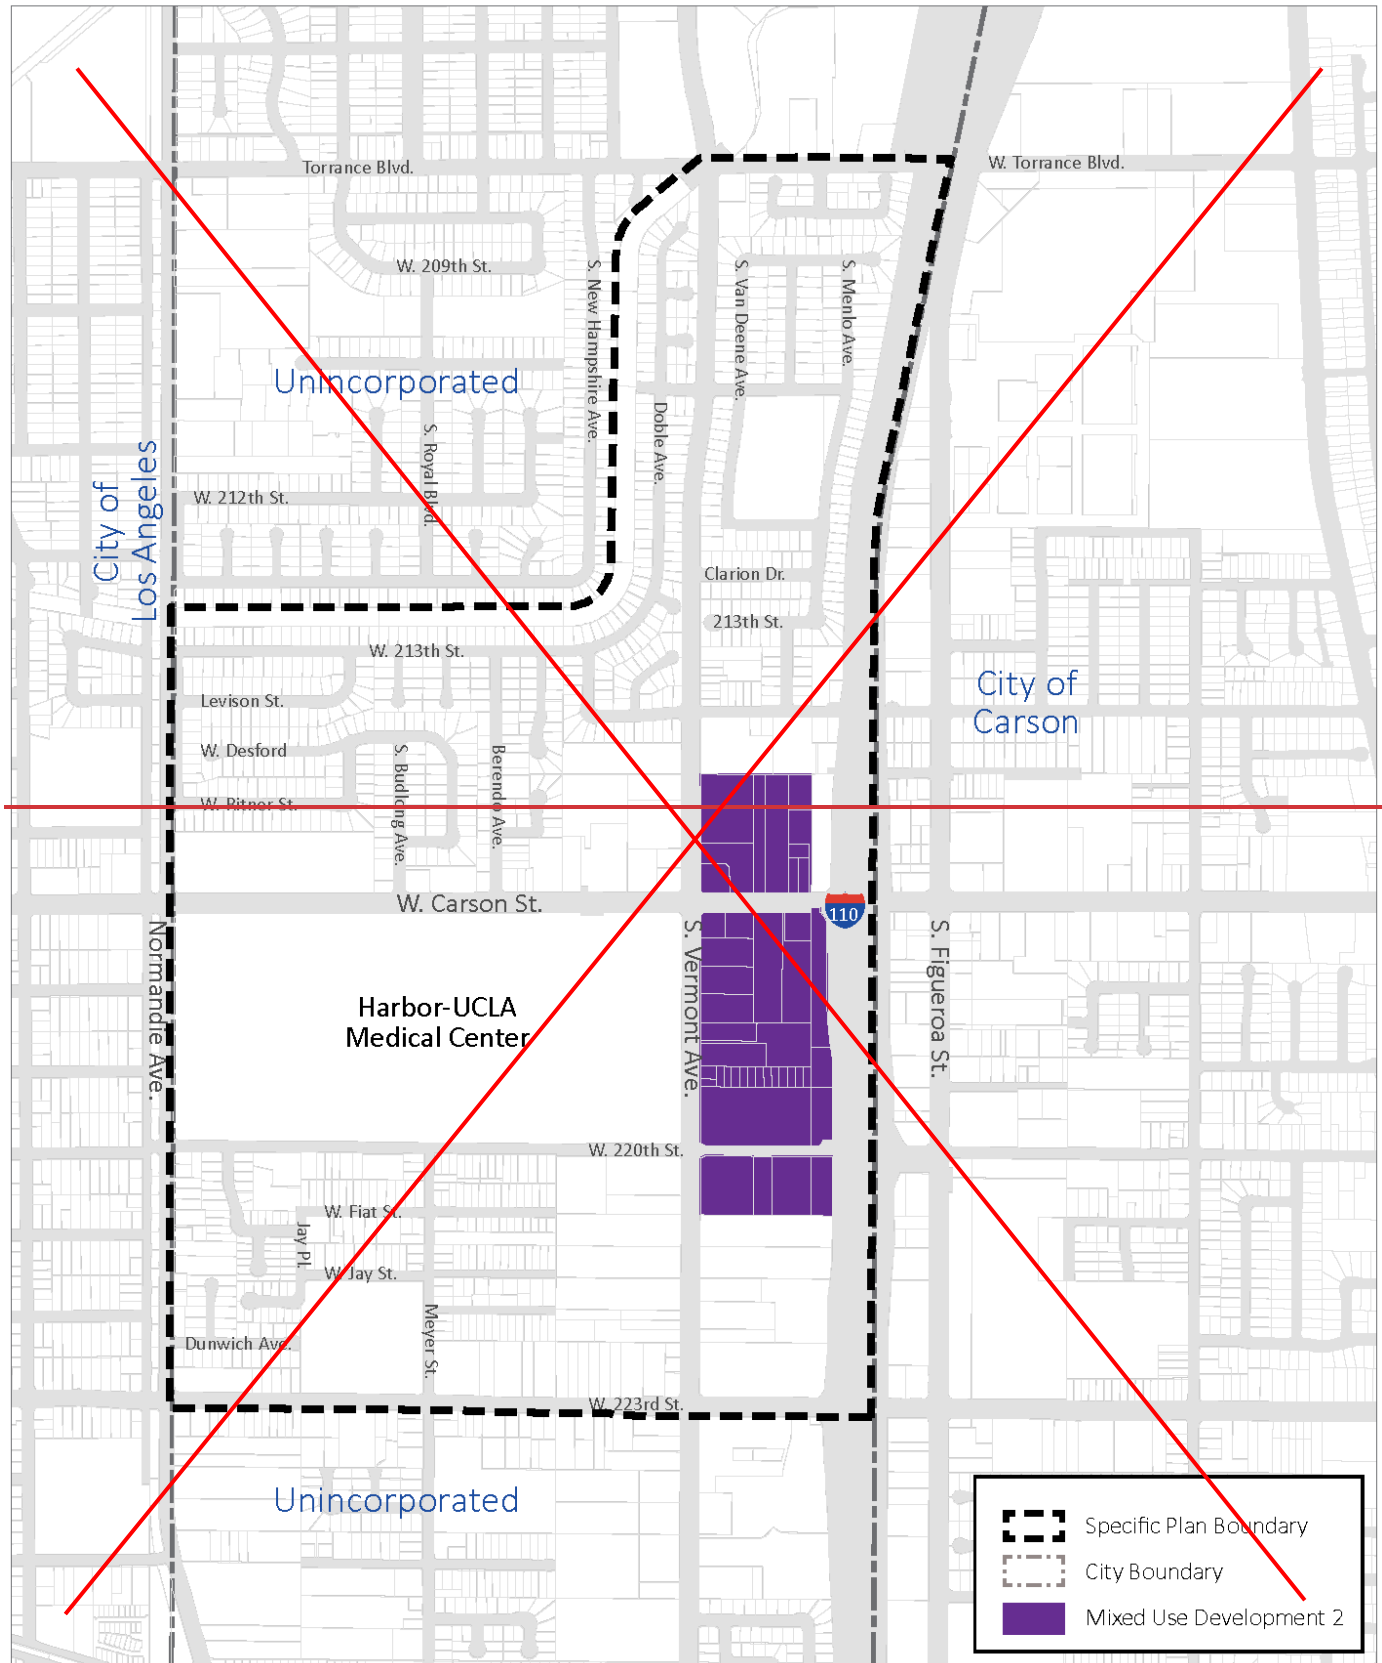 Torrance Blvd.
W. Torrance Blvd.
W. 209th St.
S. New Hampshire Ave.
S. Van Deene Ave.
S. Menlo Ave.
Unincorporated
Doble Ave.
S. Royal Blvd.
City of
Los Angeles
W. 212th St.
Clarion Dr.
213th St.
W. 213th St.
City of
Carson
Levison St.
W. Desford
S. Budlong Ave.
Berendo Ave.
W. Ritner St.
W. Carson St.
110
Normandie Ave.
S. Vermont Ave.
S. Figueroa St.
Harbor-UCLA
Medical Center
W. 220th St.
W. Fiat St.
Jay Pl.
W. Jay St.
Meyer St.
Dunwich Ave.
W. 223rd St.
Unincorporated
Specific Plan Boundary
City Boundary
Mixed Use Development 2